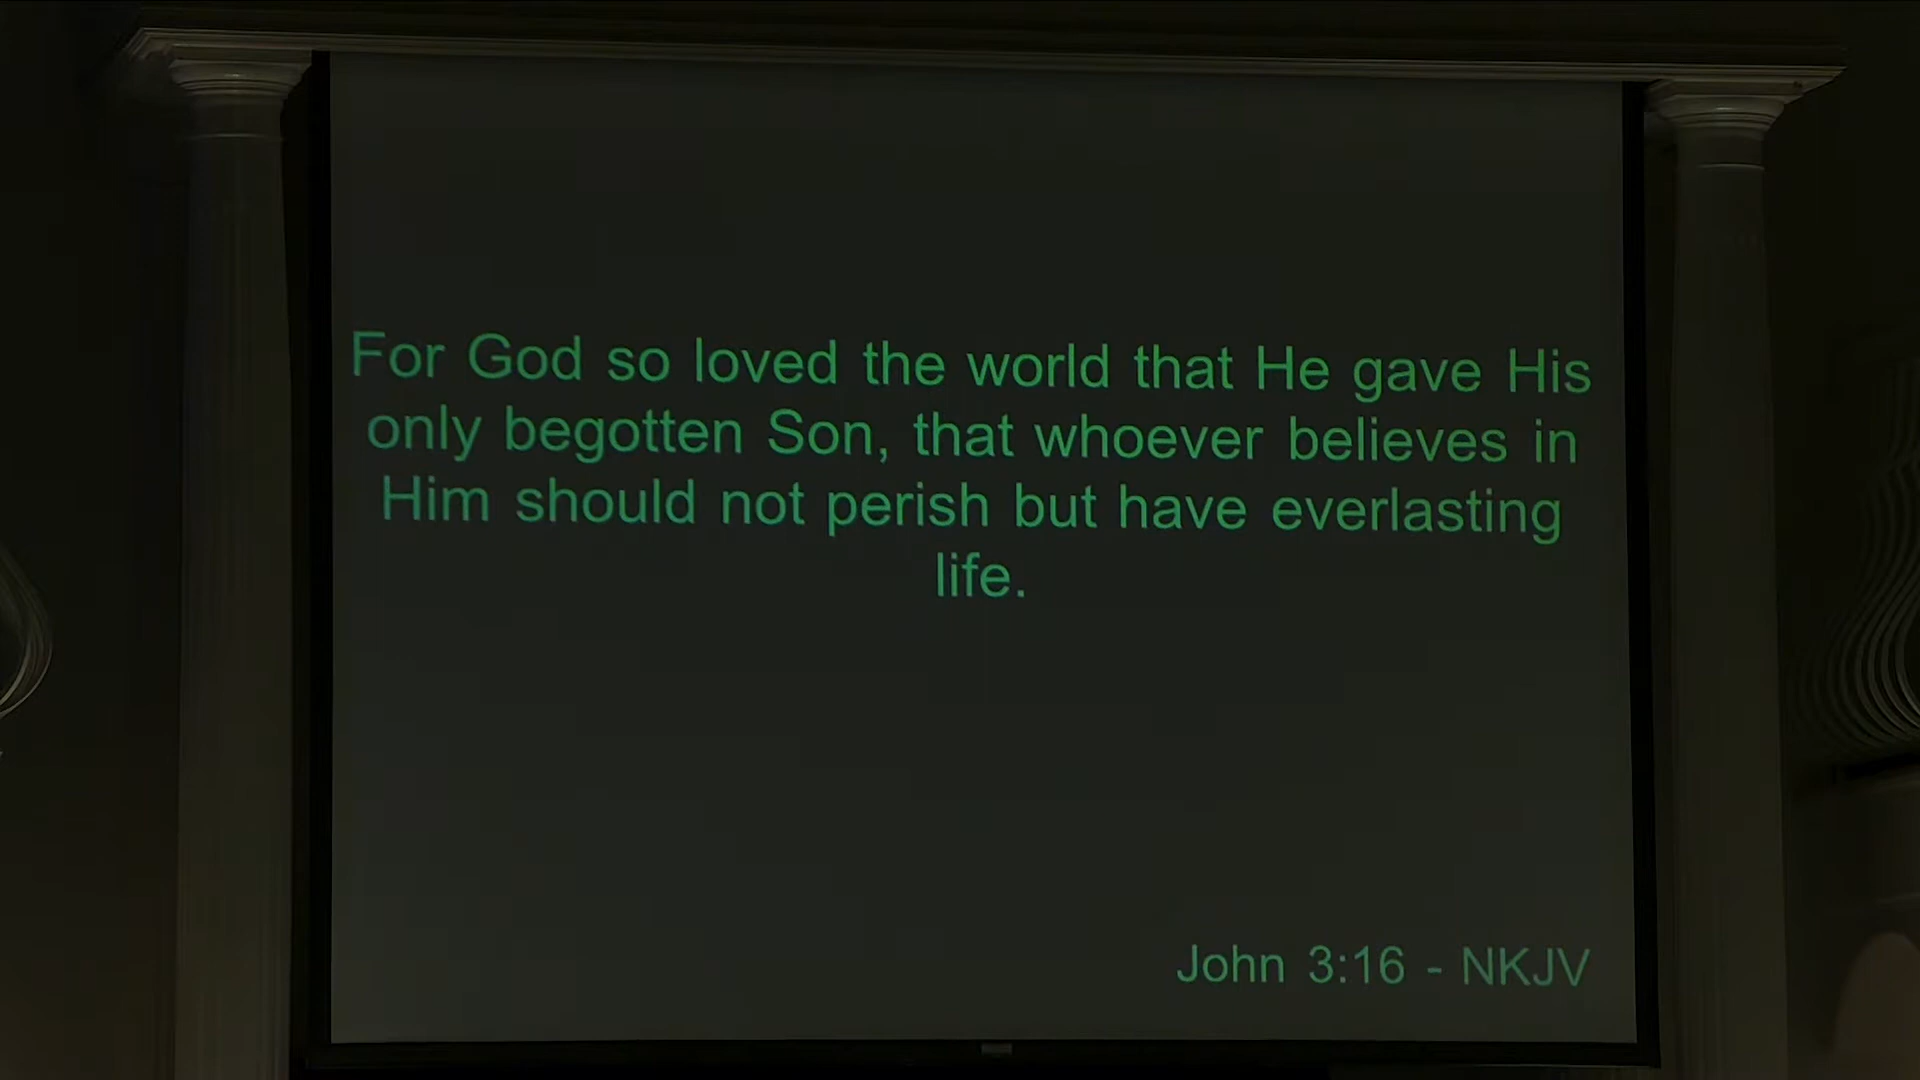 For God so loved the world that He gave His
only begotten Son, that whoever believes in
Him should not perish but have everlasting
life.
John 3:16 - NKJV